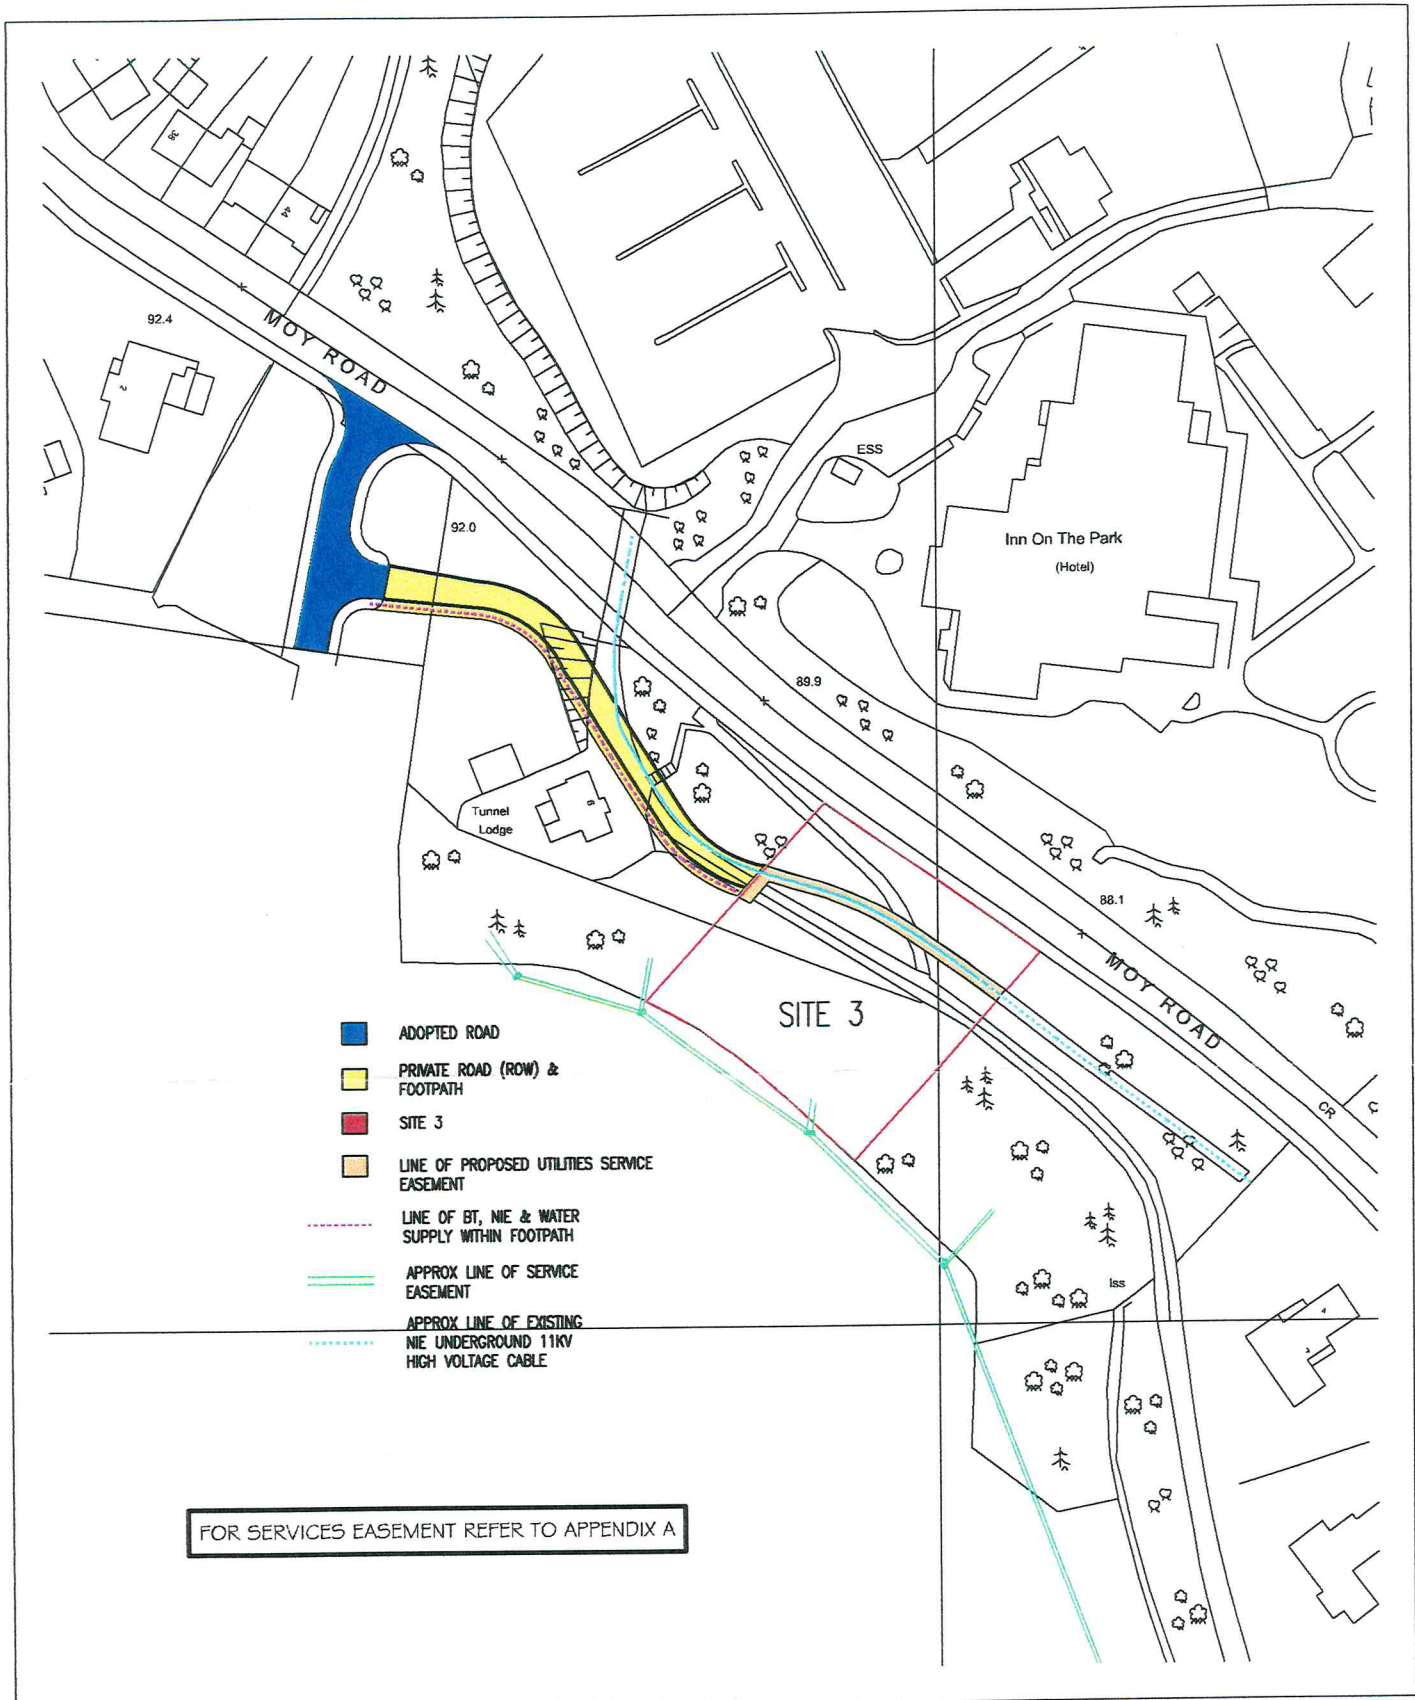 38
44
92.4
MOY ROAD
2
92.0
ESS
Inn On The Park
(Hotel)
89.9
Tunnel
Lodge
6
88.1
MOY ROAD
SITE 3
CR
ADOPTED ROAD
PRIVATE ROAD (ROW) &
FOOTPATH
SITE 3
LINE OF PROPOSED UTILITIES SERVICE
EASEMENT
LINE OF BT, NIE & WATER
SUPPLY WITHIN FOOTPATH
APPROX LINE OF SERVICE
EASEMENT
APPROX LINE OF EXISTING
NIE UNDERGROUND 11KV
HIGH VOLTAGE CABLE
Iss
4
FOR SERVICES EASEMENT REFER TO APPENDIX A